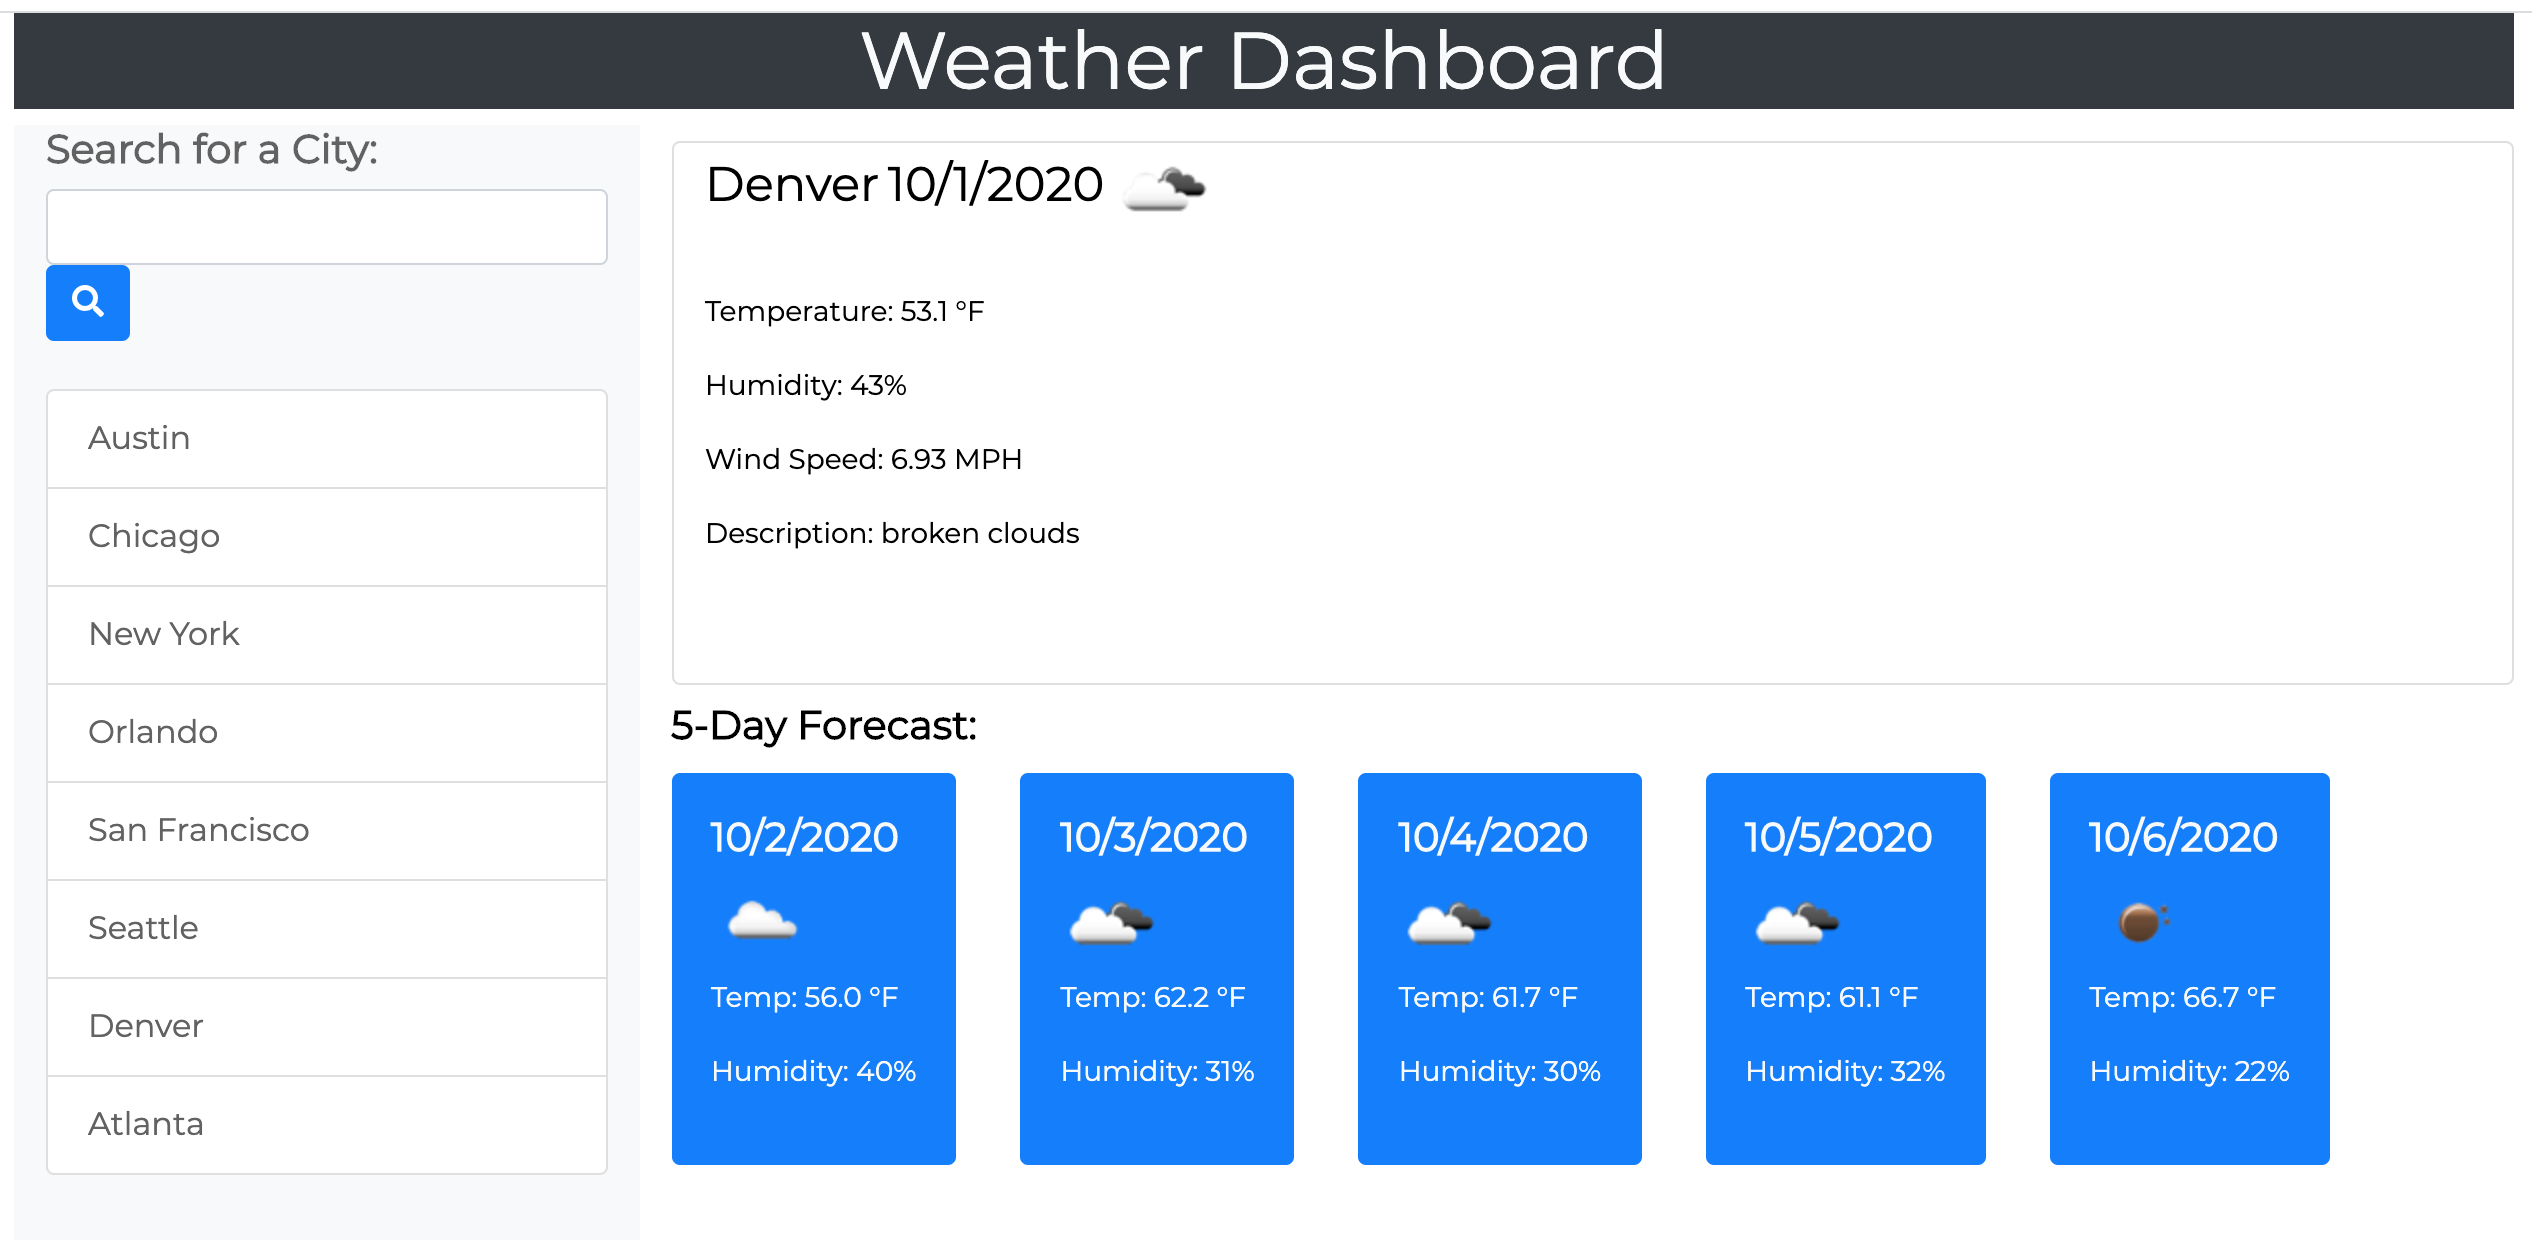 Weather Dashboard
Search for a City:
Austin
Chicago
New York
Orlando
San Francisco
Seattle
Denver
Atlanta
Denver 10/1/2020
Temperature: 53.1 °F
Humidity: 43%
Wind Speed: 6.93 MPH
Description: broken clouds
5-Day Forecast:
10/2/2020
Temp: 56.0 °F
Humidity: 40%
10/3/2020
Temp: 62.2 °F
Humidity: 31%
10/4/2020
Temp: 61.7 °F
Humidity: 30%
10/5/2020
Temp: 61.1 °F
Humidity: 32%
10/6/2020
Temp: 66.7 °F
Humidity: 22%